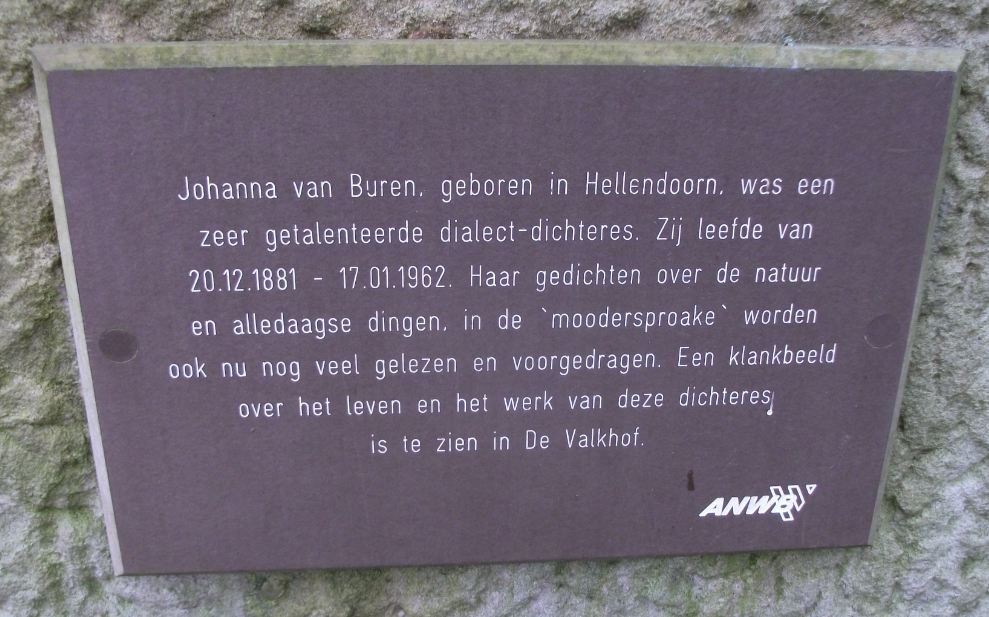 Johanna van Buren, geboren in Hellendoorn, was een
zeer getalenteerde dialect-dichteres. Zij leefde van
20.12.1881 - 17.01.1962. Haar gedichten over de natuur
en alledaagse dingen, in de `moodersproake` worden
ook nu nog veel gelezen en voorgedragen. Een klankbeeld
over het leven en het werk van deze dichteres
is te zien in De Valkhof.
ANWB